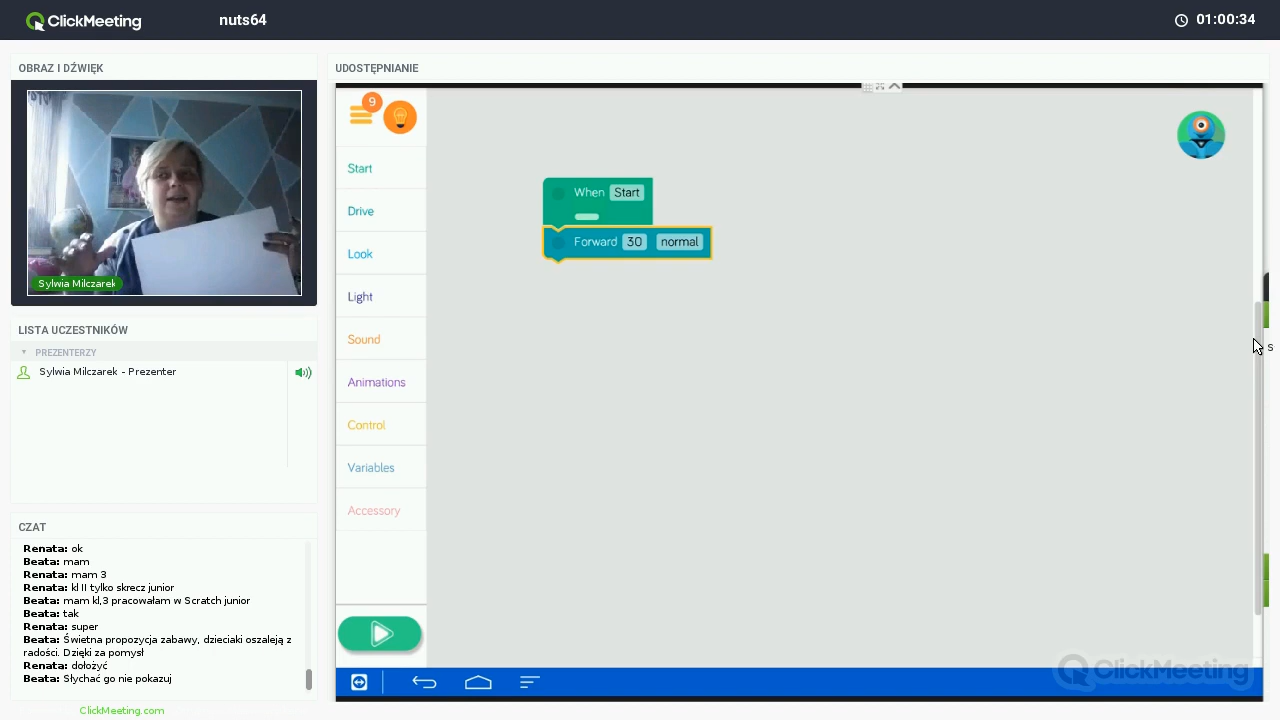 ClickMeeting
nuts64
01:00:34
OBRAZ I DŹWIĘK
UDOSTĘPNIANIE
Sylwia Milczarek
LISTA UCZESTNIKÓW
PREZENTERZY
Sylwia Milczarek - Prezenter
CZAT
Renata: ok
Beata: mam
Renata: mam 3
Renata: kl II tylko skrecz junior
Beata: mam kl,3 pracowałam w Scratch junior
Beata: tak
Renata: super
Beata: Świetna propozycja zabawy, dzieciaki oszaleją z
radości. Dzięki za pomysł
Renata: dołożyć
Beata: Słychać go nie pokazuj
ClickMeeting.com
9
Start
Drive
Look
Light
Sound
Animations
Control
Variables
Accessory
When Start
Forward 30 normal
s
ClickMeeting